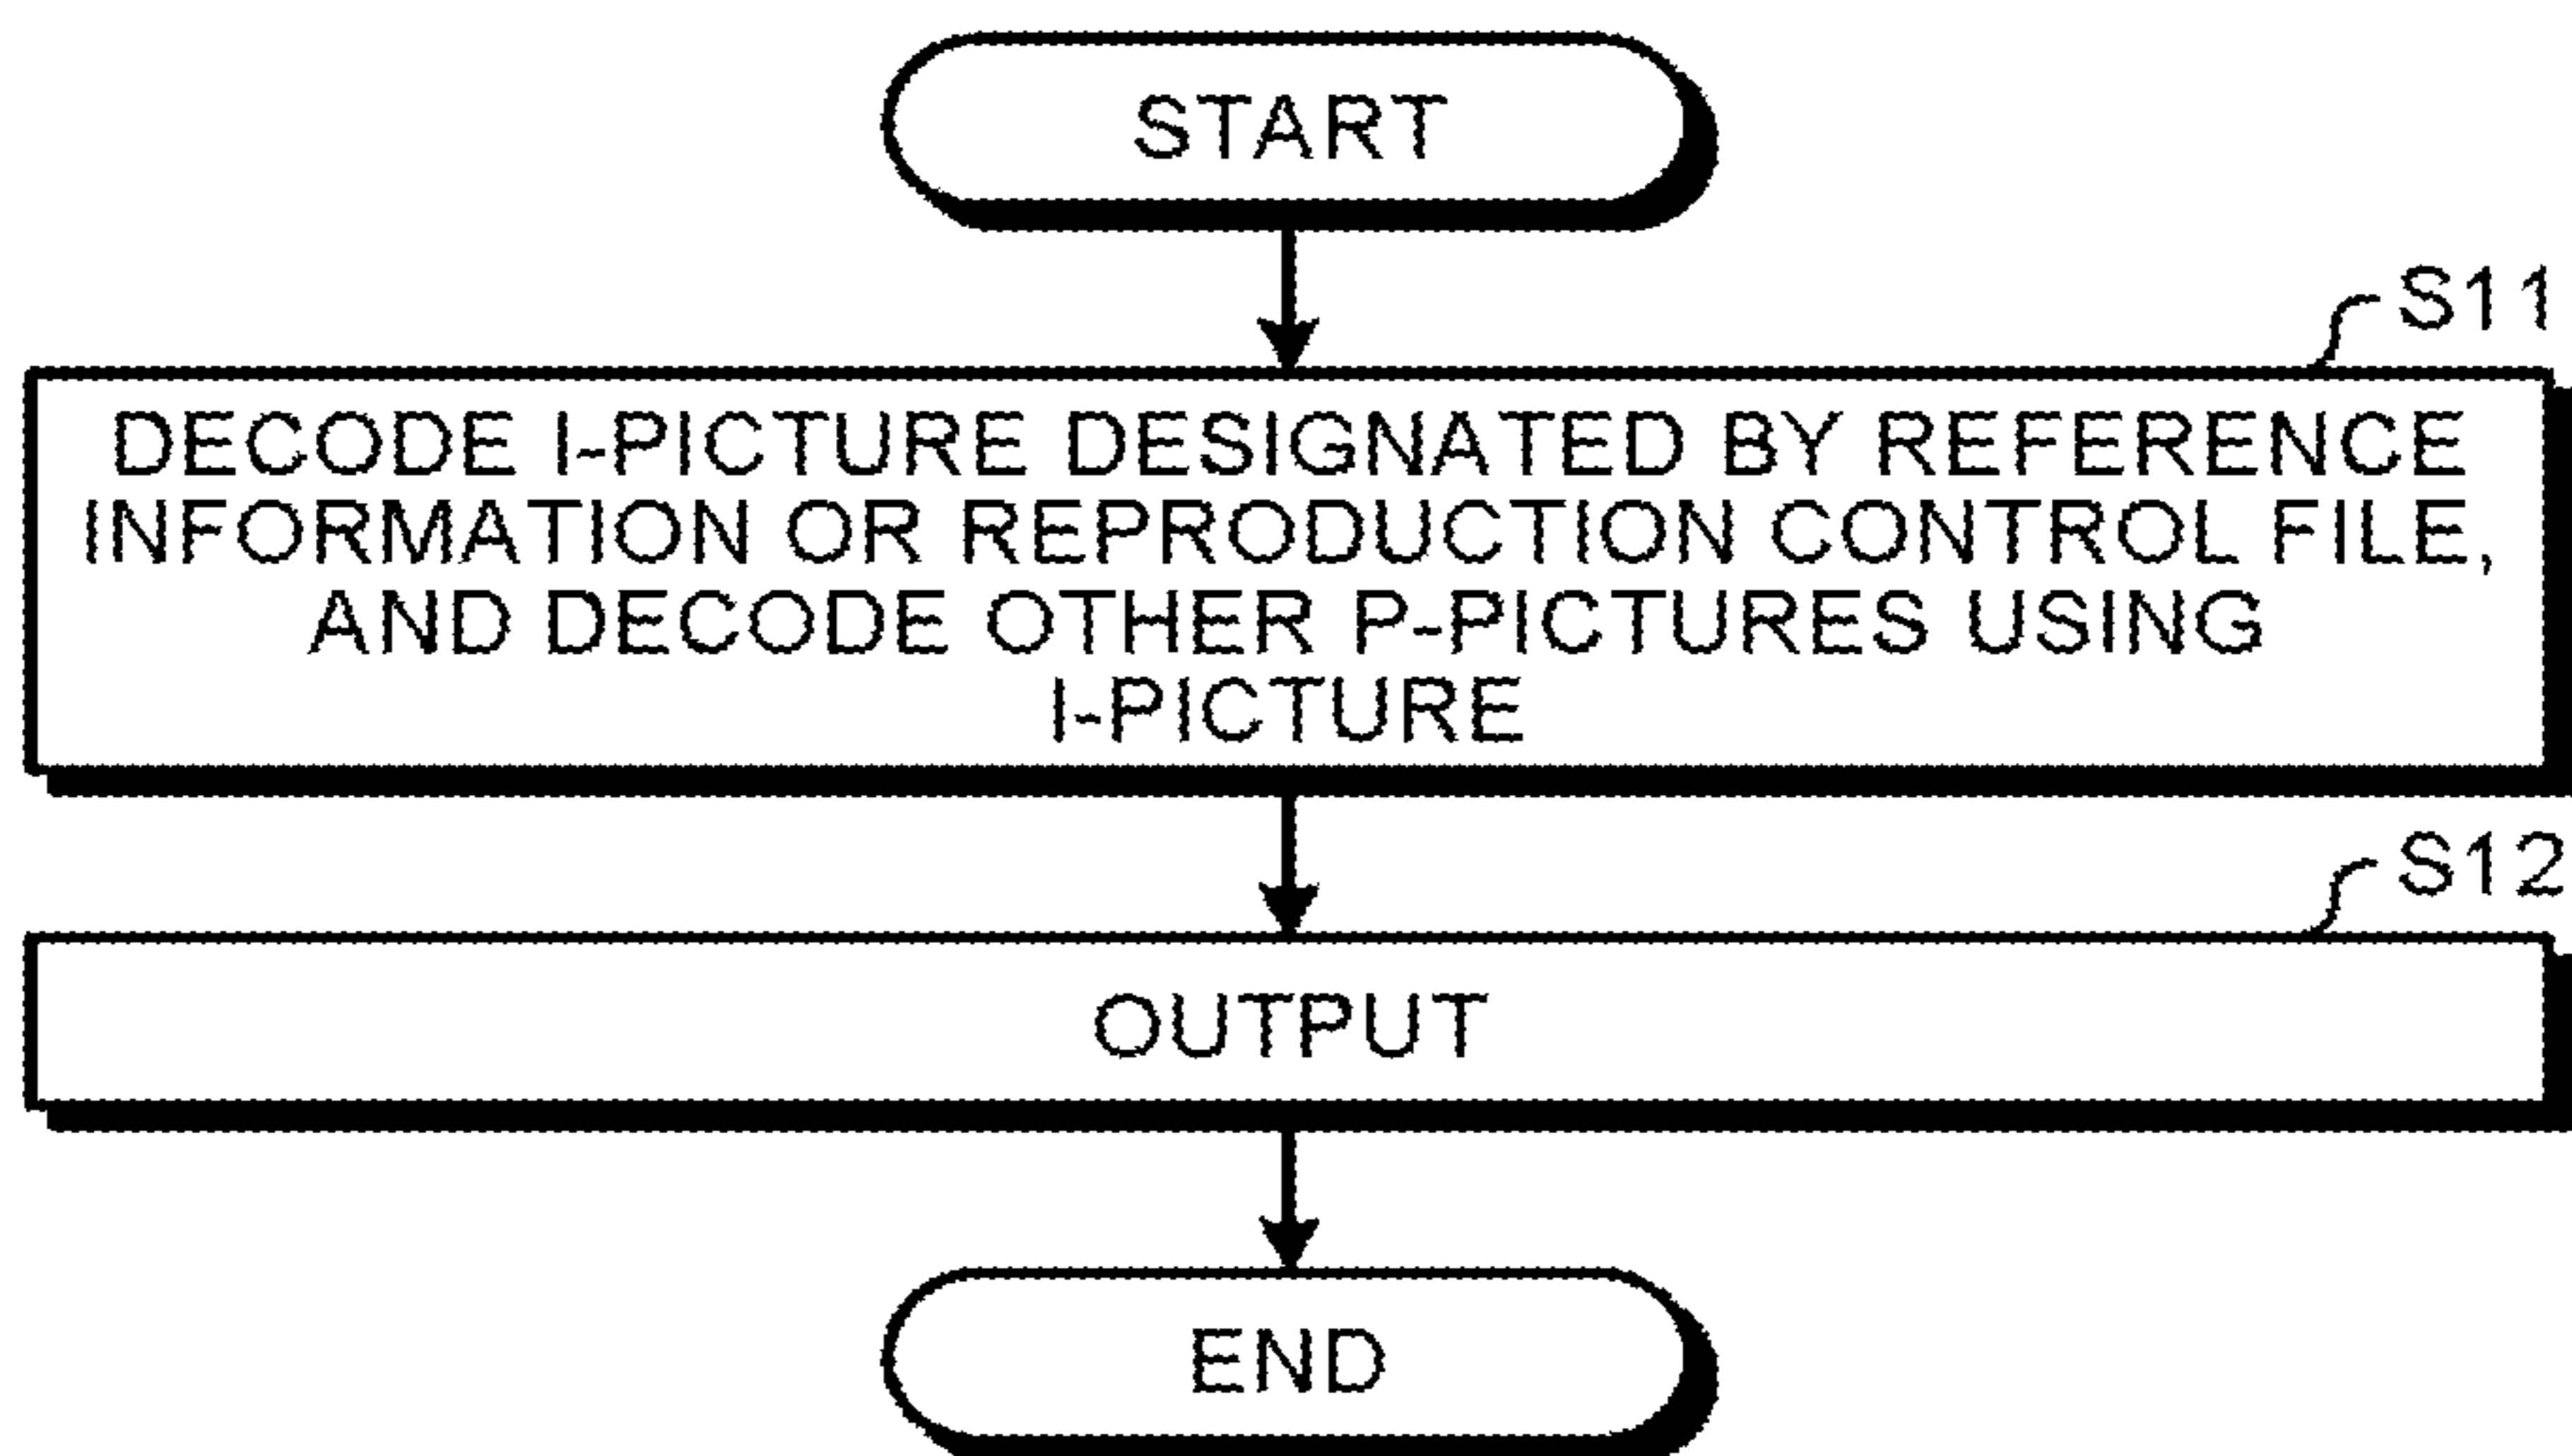 START
S11
DECODE I-PICTURE DESIGNATED BY REFERENCE
INFORMATION OR REPRODUCTION CONTROL FILE,
AND DECODE OTHER P-PICTURES USING
I-PICTURE
S12
OUTPUT
END